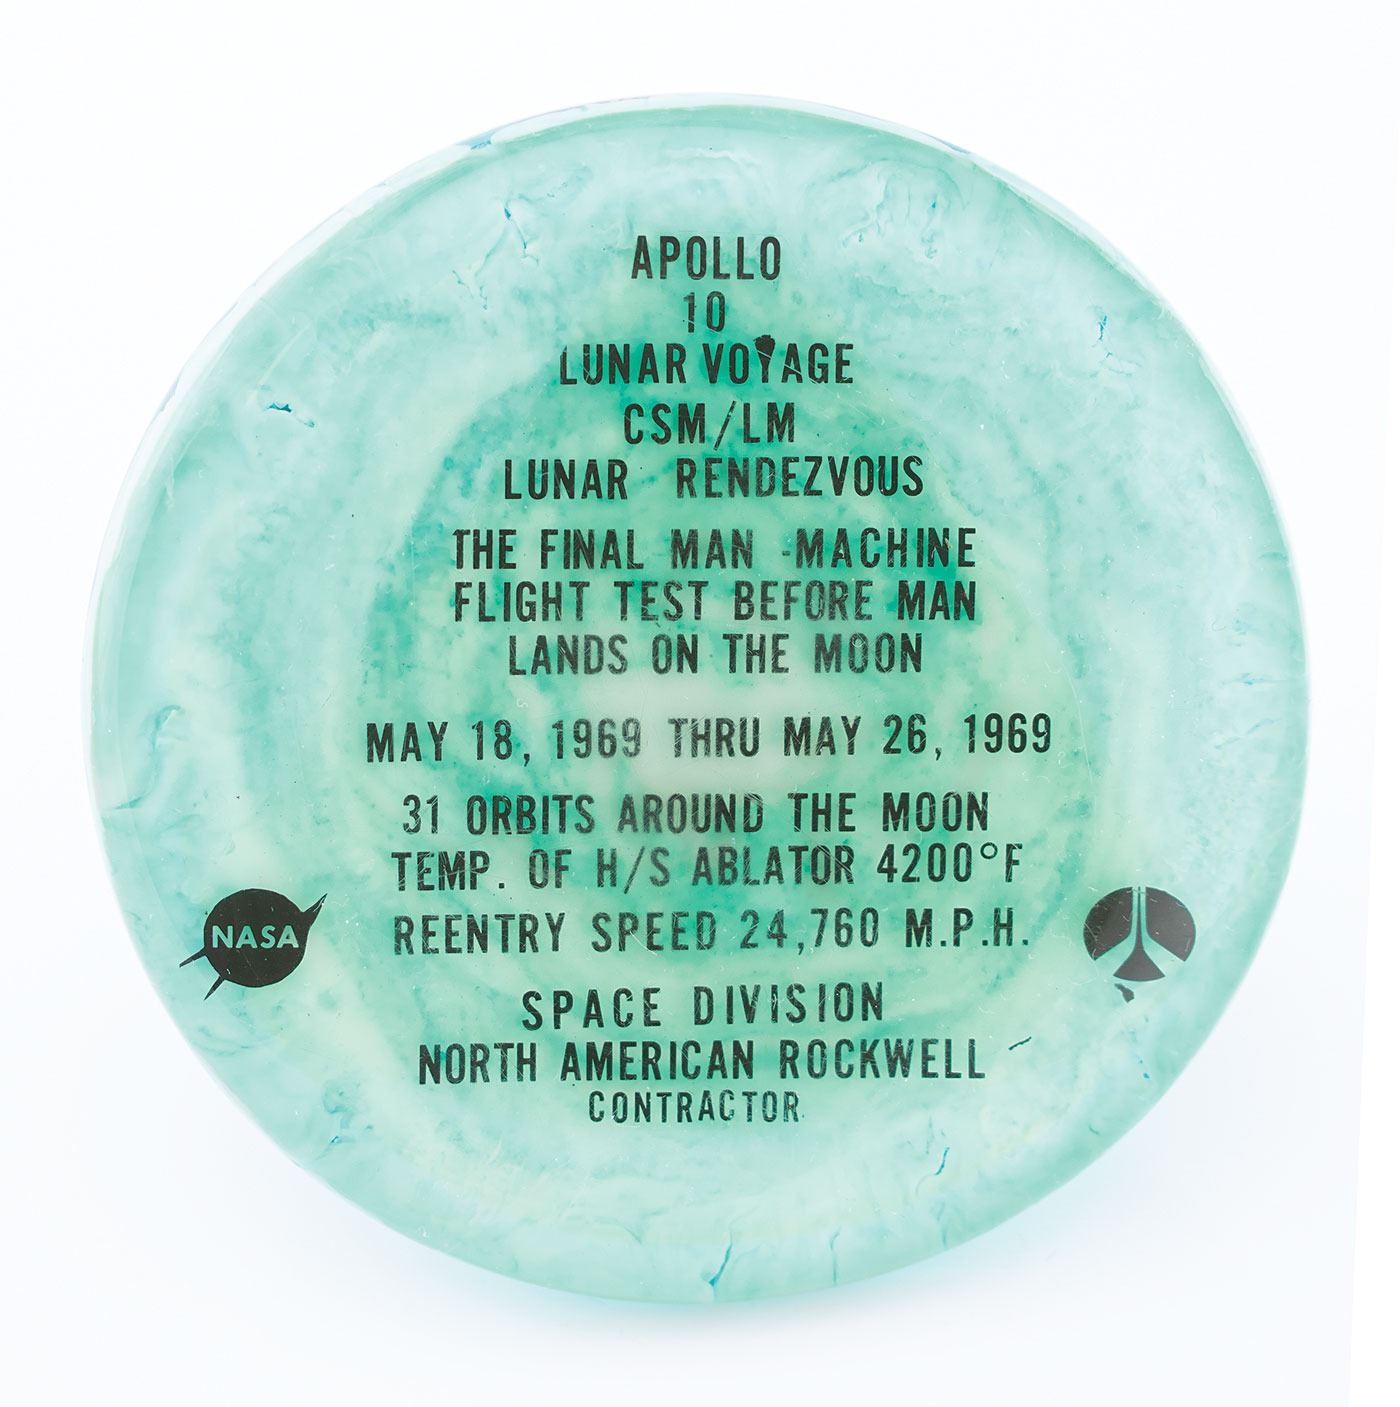 APOLLO
10
LUNAR VOYAGE
CSM/LM
LUNAR RENDEZVOUS
THE FINAL MAN -MACHINE
FLIGHT TEST BEFORE MAN
LANDS ON THE MOON
MAY 18, 1969 THRU MAY 26, 1969
31 ORBITS AROUND THE MOON
TEMP. OF H/S ABLATOR 4200°F
REENTRY SPEED 24,760 M.P.H.
NASA
SPACE DIVISION
NORTH AMERICAN ROCKWELL
CONTRACTOR